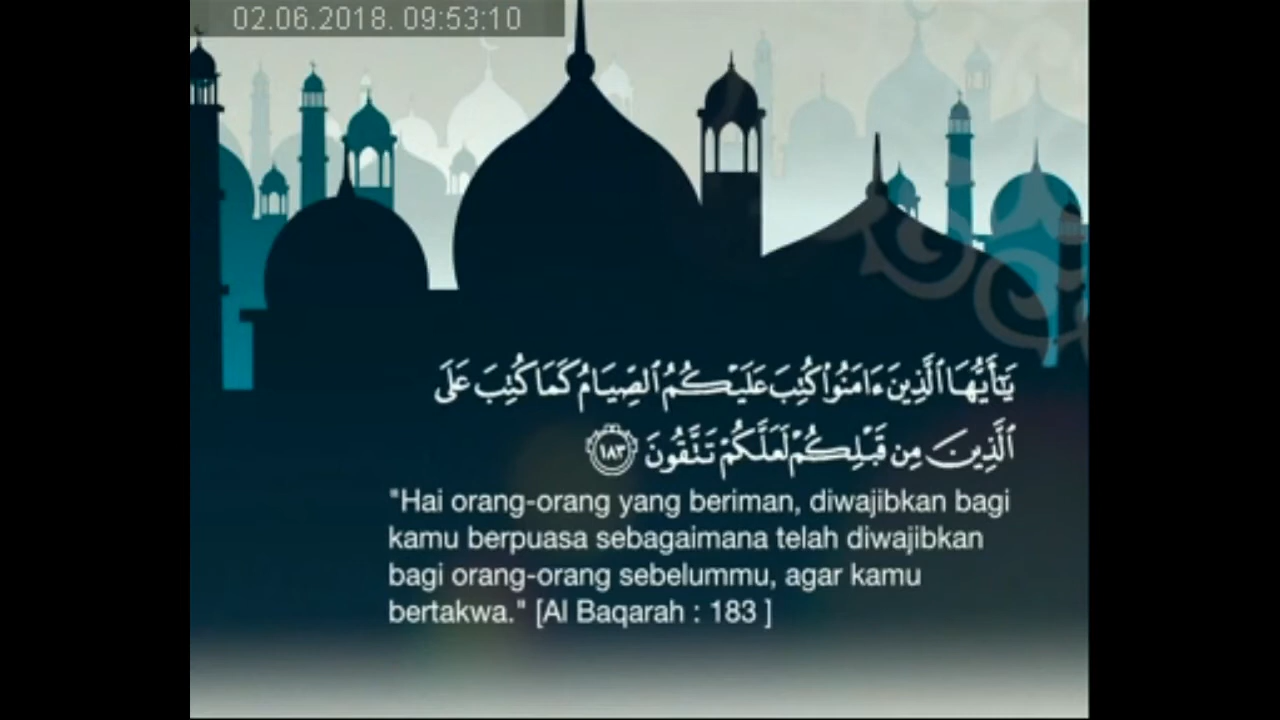 02.06.2018. 09:53:10
يَـٰٓأَيُّهَا ٱلَّذِينَ ءَامَنُوا۟ كُتِبَ عَلَيْكُمُ ٱلصِّيَامُ كَمَا كُتِبَ عَلَى
ٱلَّذِينَ مِن قَبْلِكُمْ لَعَلَّكُمْ تَتَّقُونَ ١٨٣
"Hai orang-orang yang beriman, diwajibkan bagi
kamu berpuasa sebagaimana telah diwajibkan
bagi orang-orang sebelummu, agar kamu
bertakwa." [Al Baqarah : 183 ]